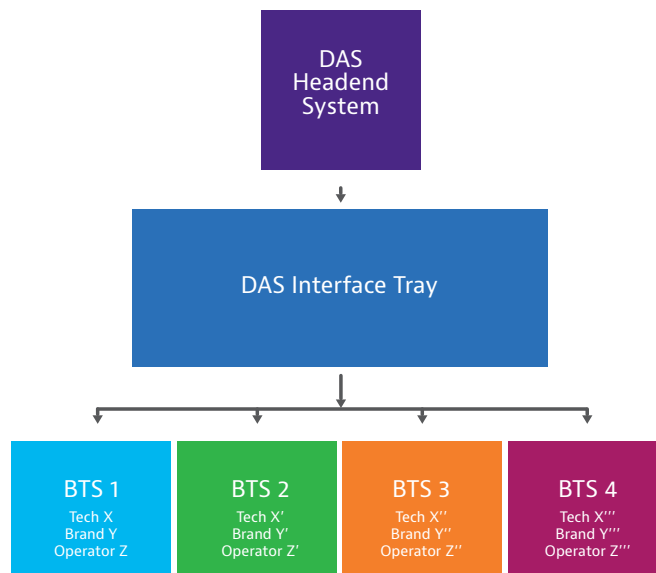 DAS
Headend
System
DAS Interface Tray
BTS 1
Tech X
Brand Y
Operator Z
BTS 2
Tech X'
Brand Y'
Operator Z'
BTS 3
Tech X''
Brand Y''
Operator Z''
BTS 4
Tech X'''
Brand Y'''
Operator Z'''